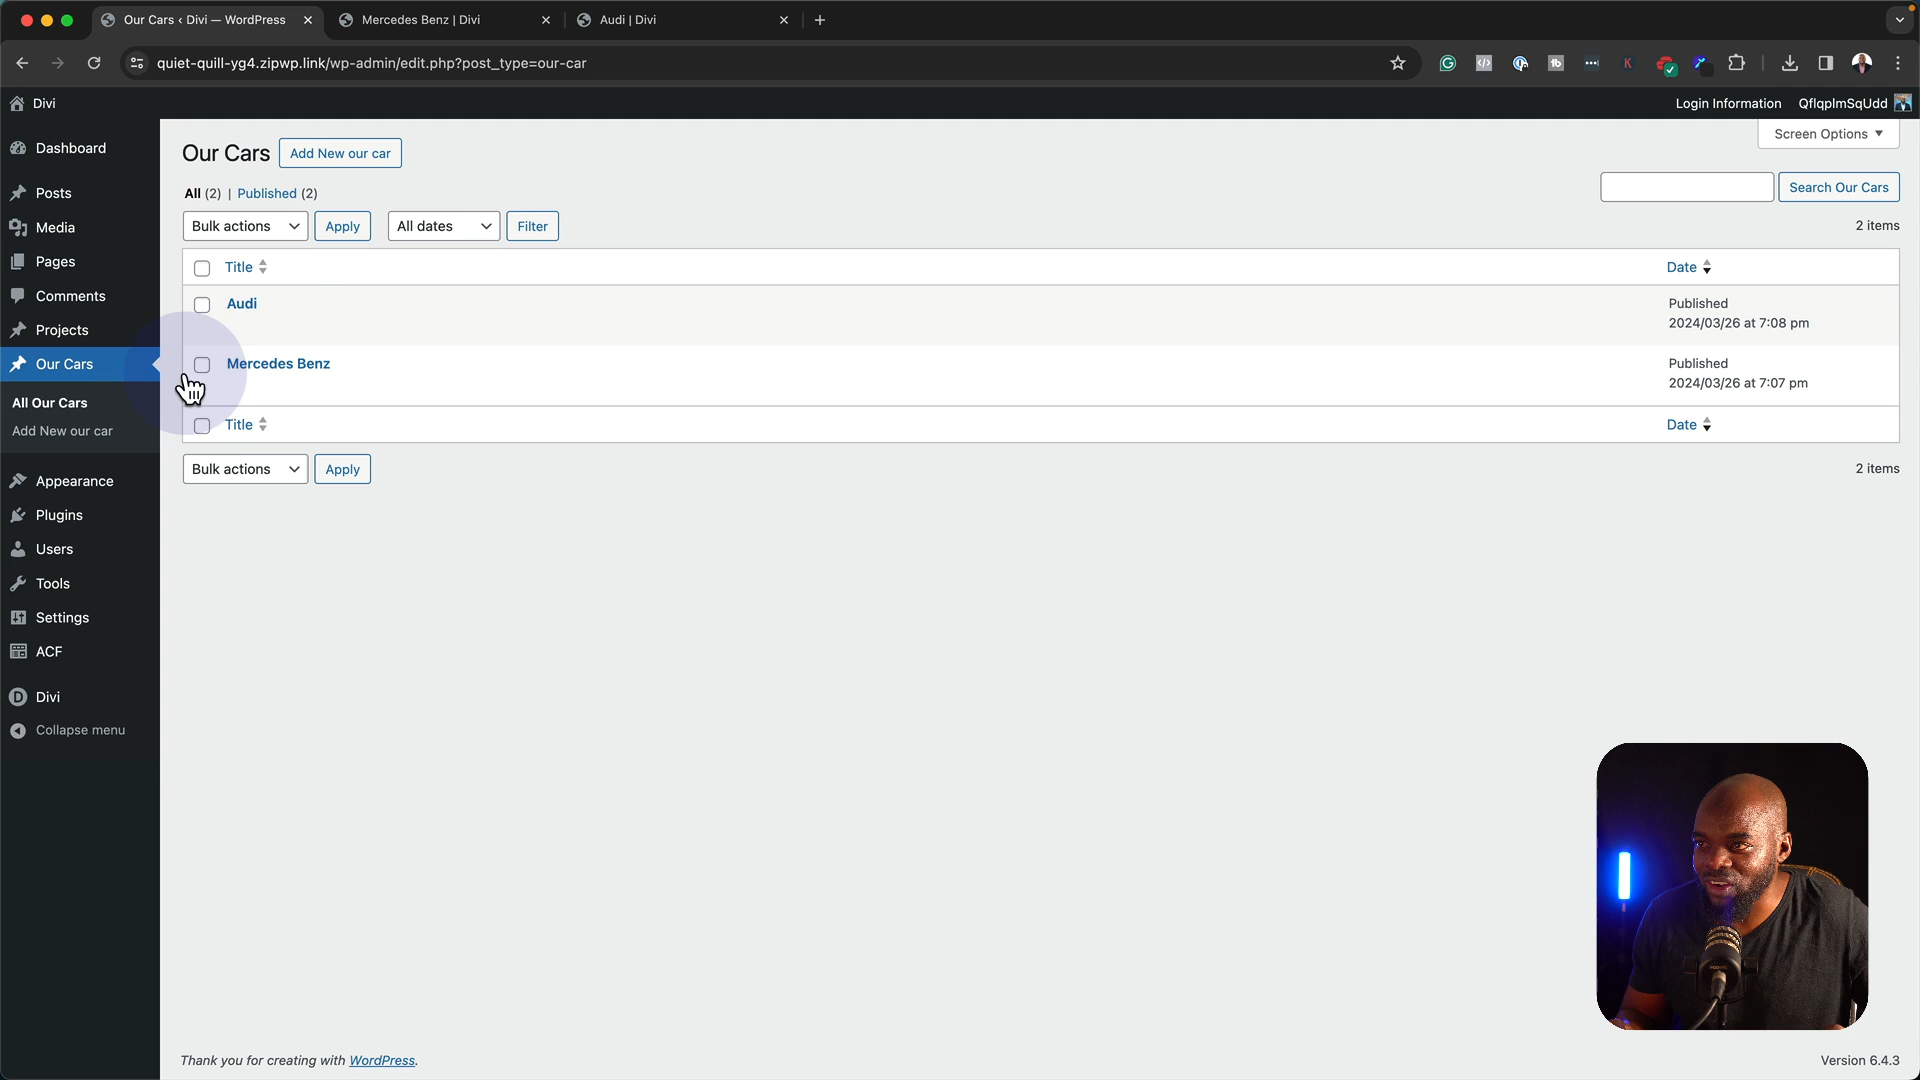 Our Cars ‹ Divi — WordPress
Mercedes Benz | Divi
Audi | Divi
quiet-quill-yg4.zipwp.link/wp-admin/edit.php?post_type=our-car
Divi
Login Information
QflqplmSqUdd
Dashboard
Posts
Media
Pages
Comments
Projects
Our Cars
All Our Cars
Add New our car
Appearance
Plugins
Users
Tools
Settings
ACF
Divi
Collapse menu
Our Cars
Add New our car
Screen Options
All (2) | Published (2)
Search Our Cars
Bulk actions
Apply
All dates
Filter
2 items
Title
Date
Audi
Published
2024/03/26 at 7:08 pm
Mercedes Benz
Published
2024/03/26 at 7:07 pm
Title
Date
Bulk actions
Apply
2 items
Thank you for creating with WordPress.
Version 6.4.3